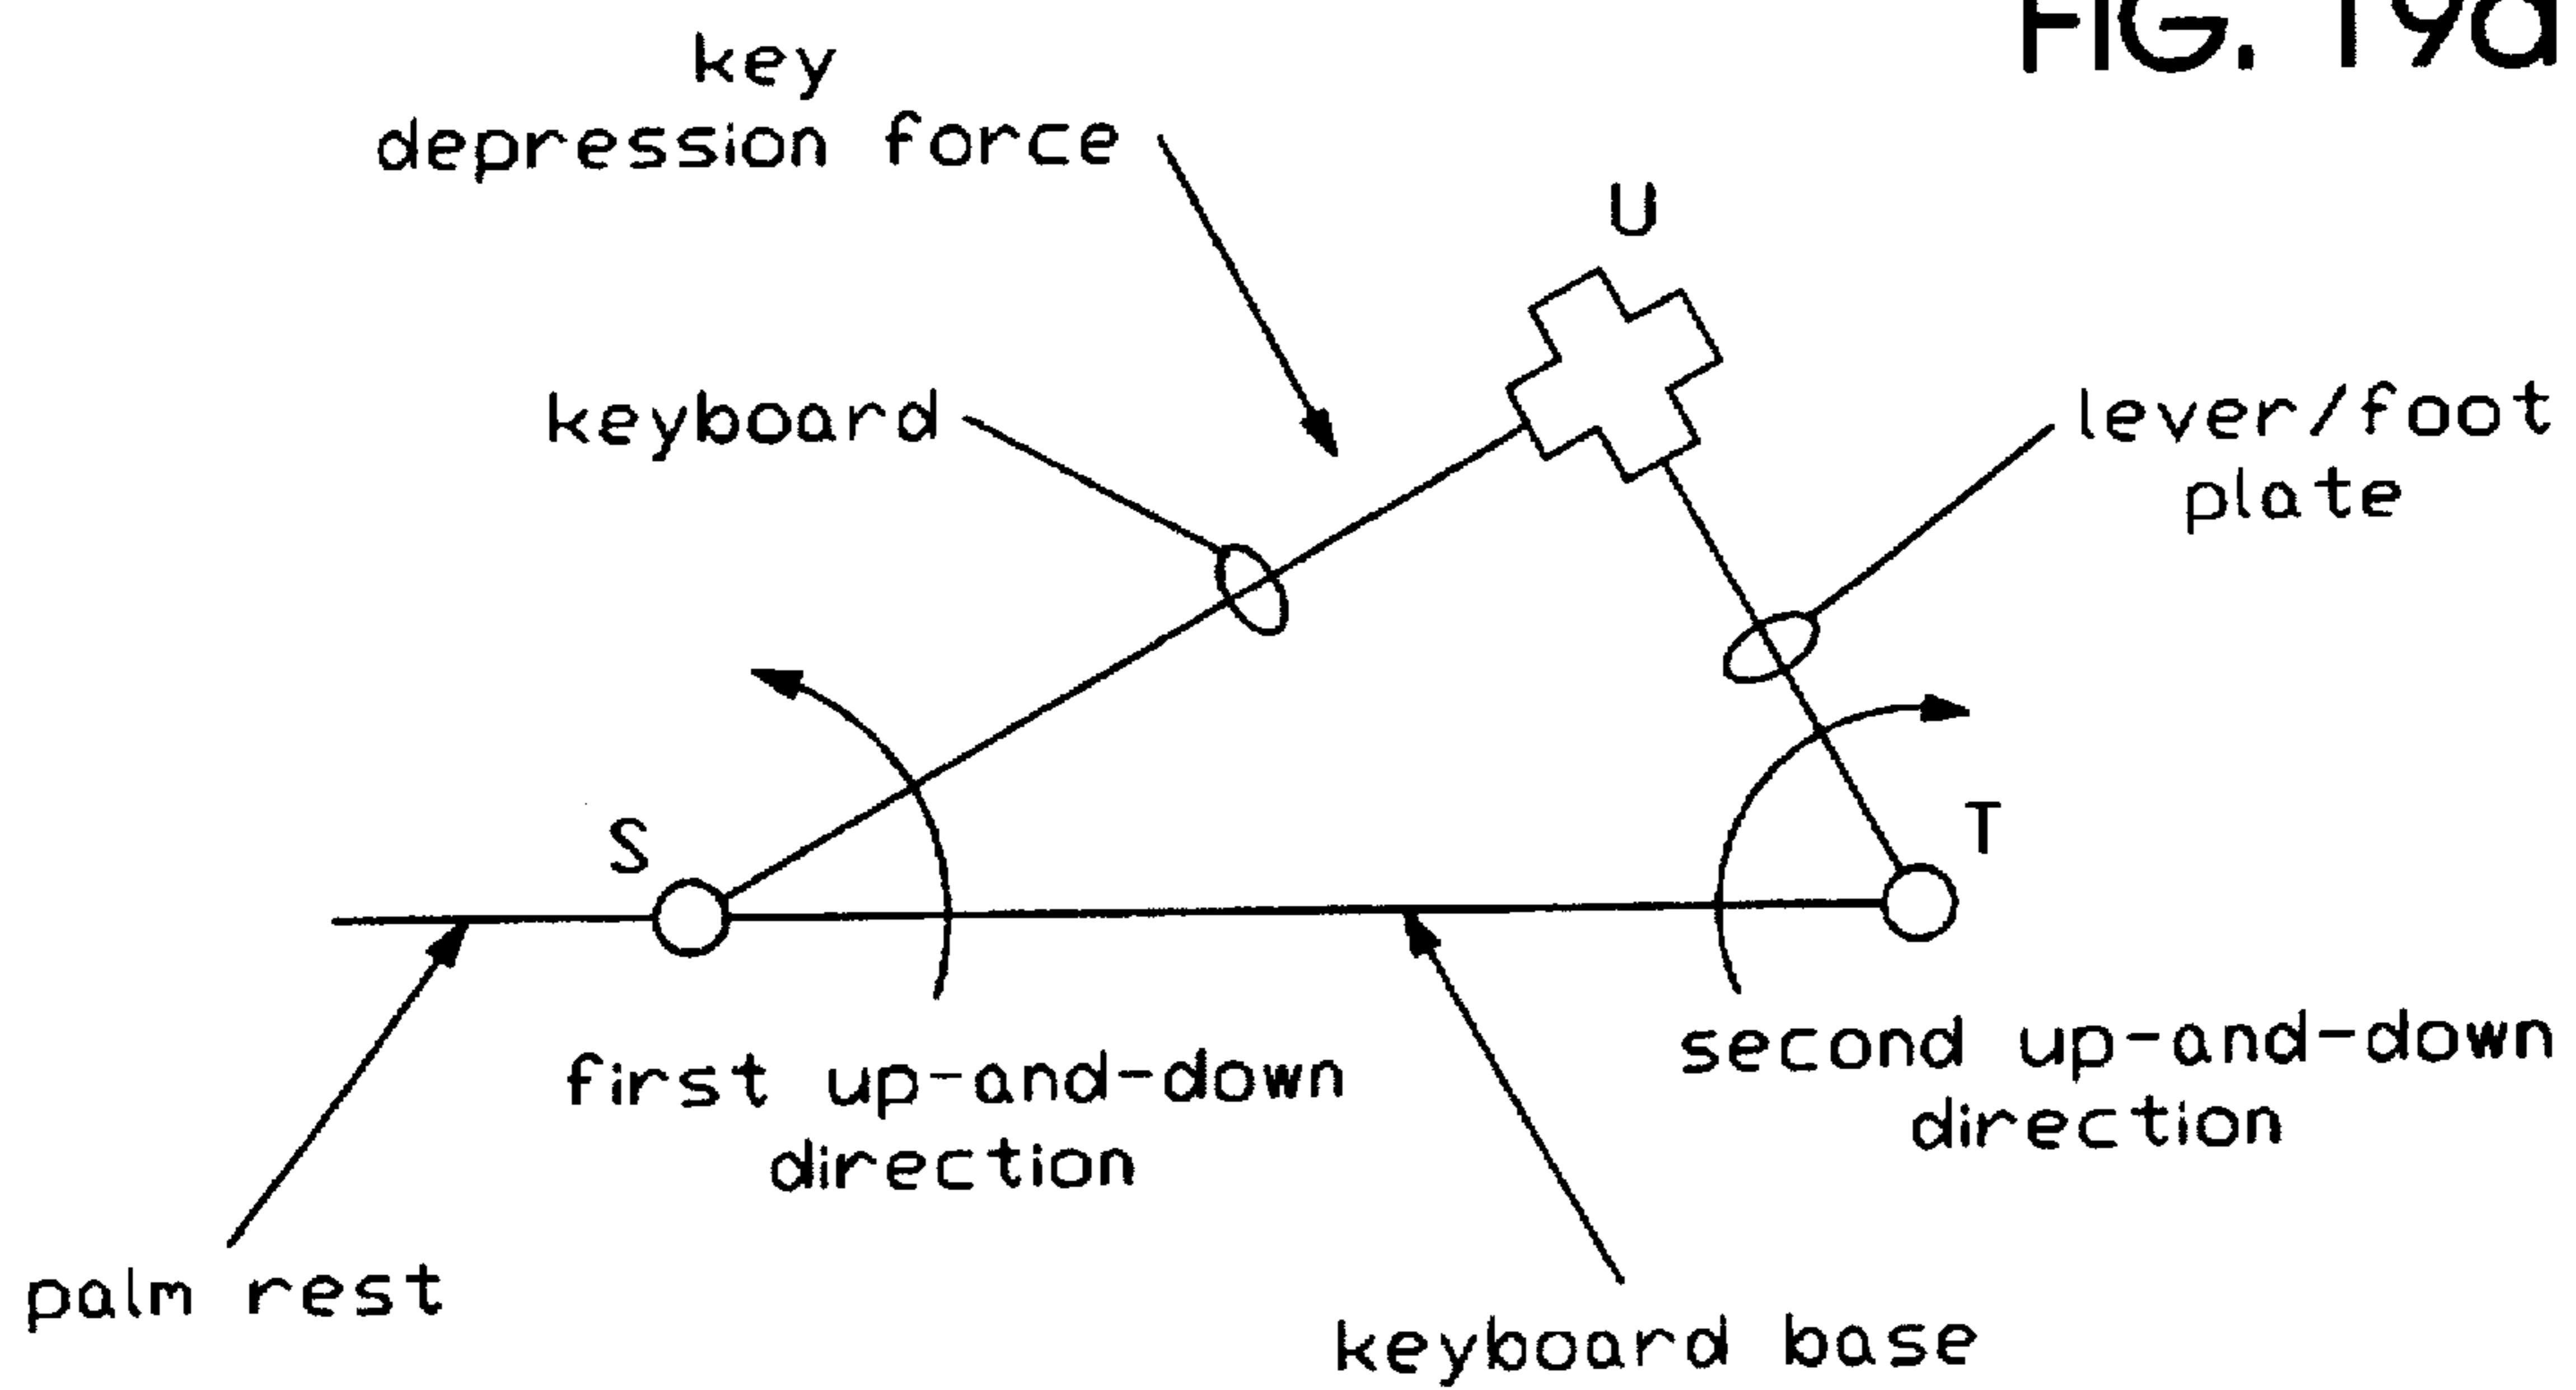 FIG. 19a
key
depression force
U
keyboard
lever/foot
plate
S
T
first up-and-down
direction
second up-and-down
direction
palm rest
keyboard base